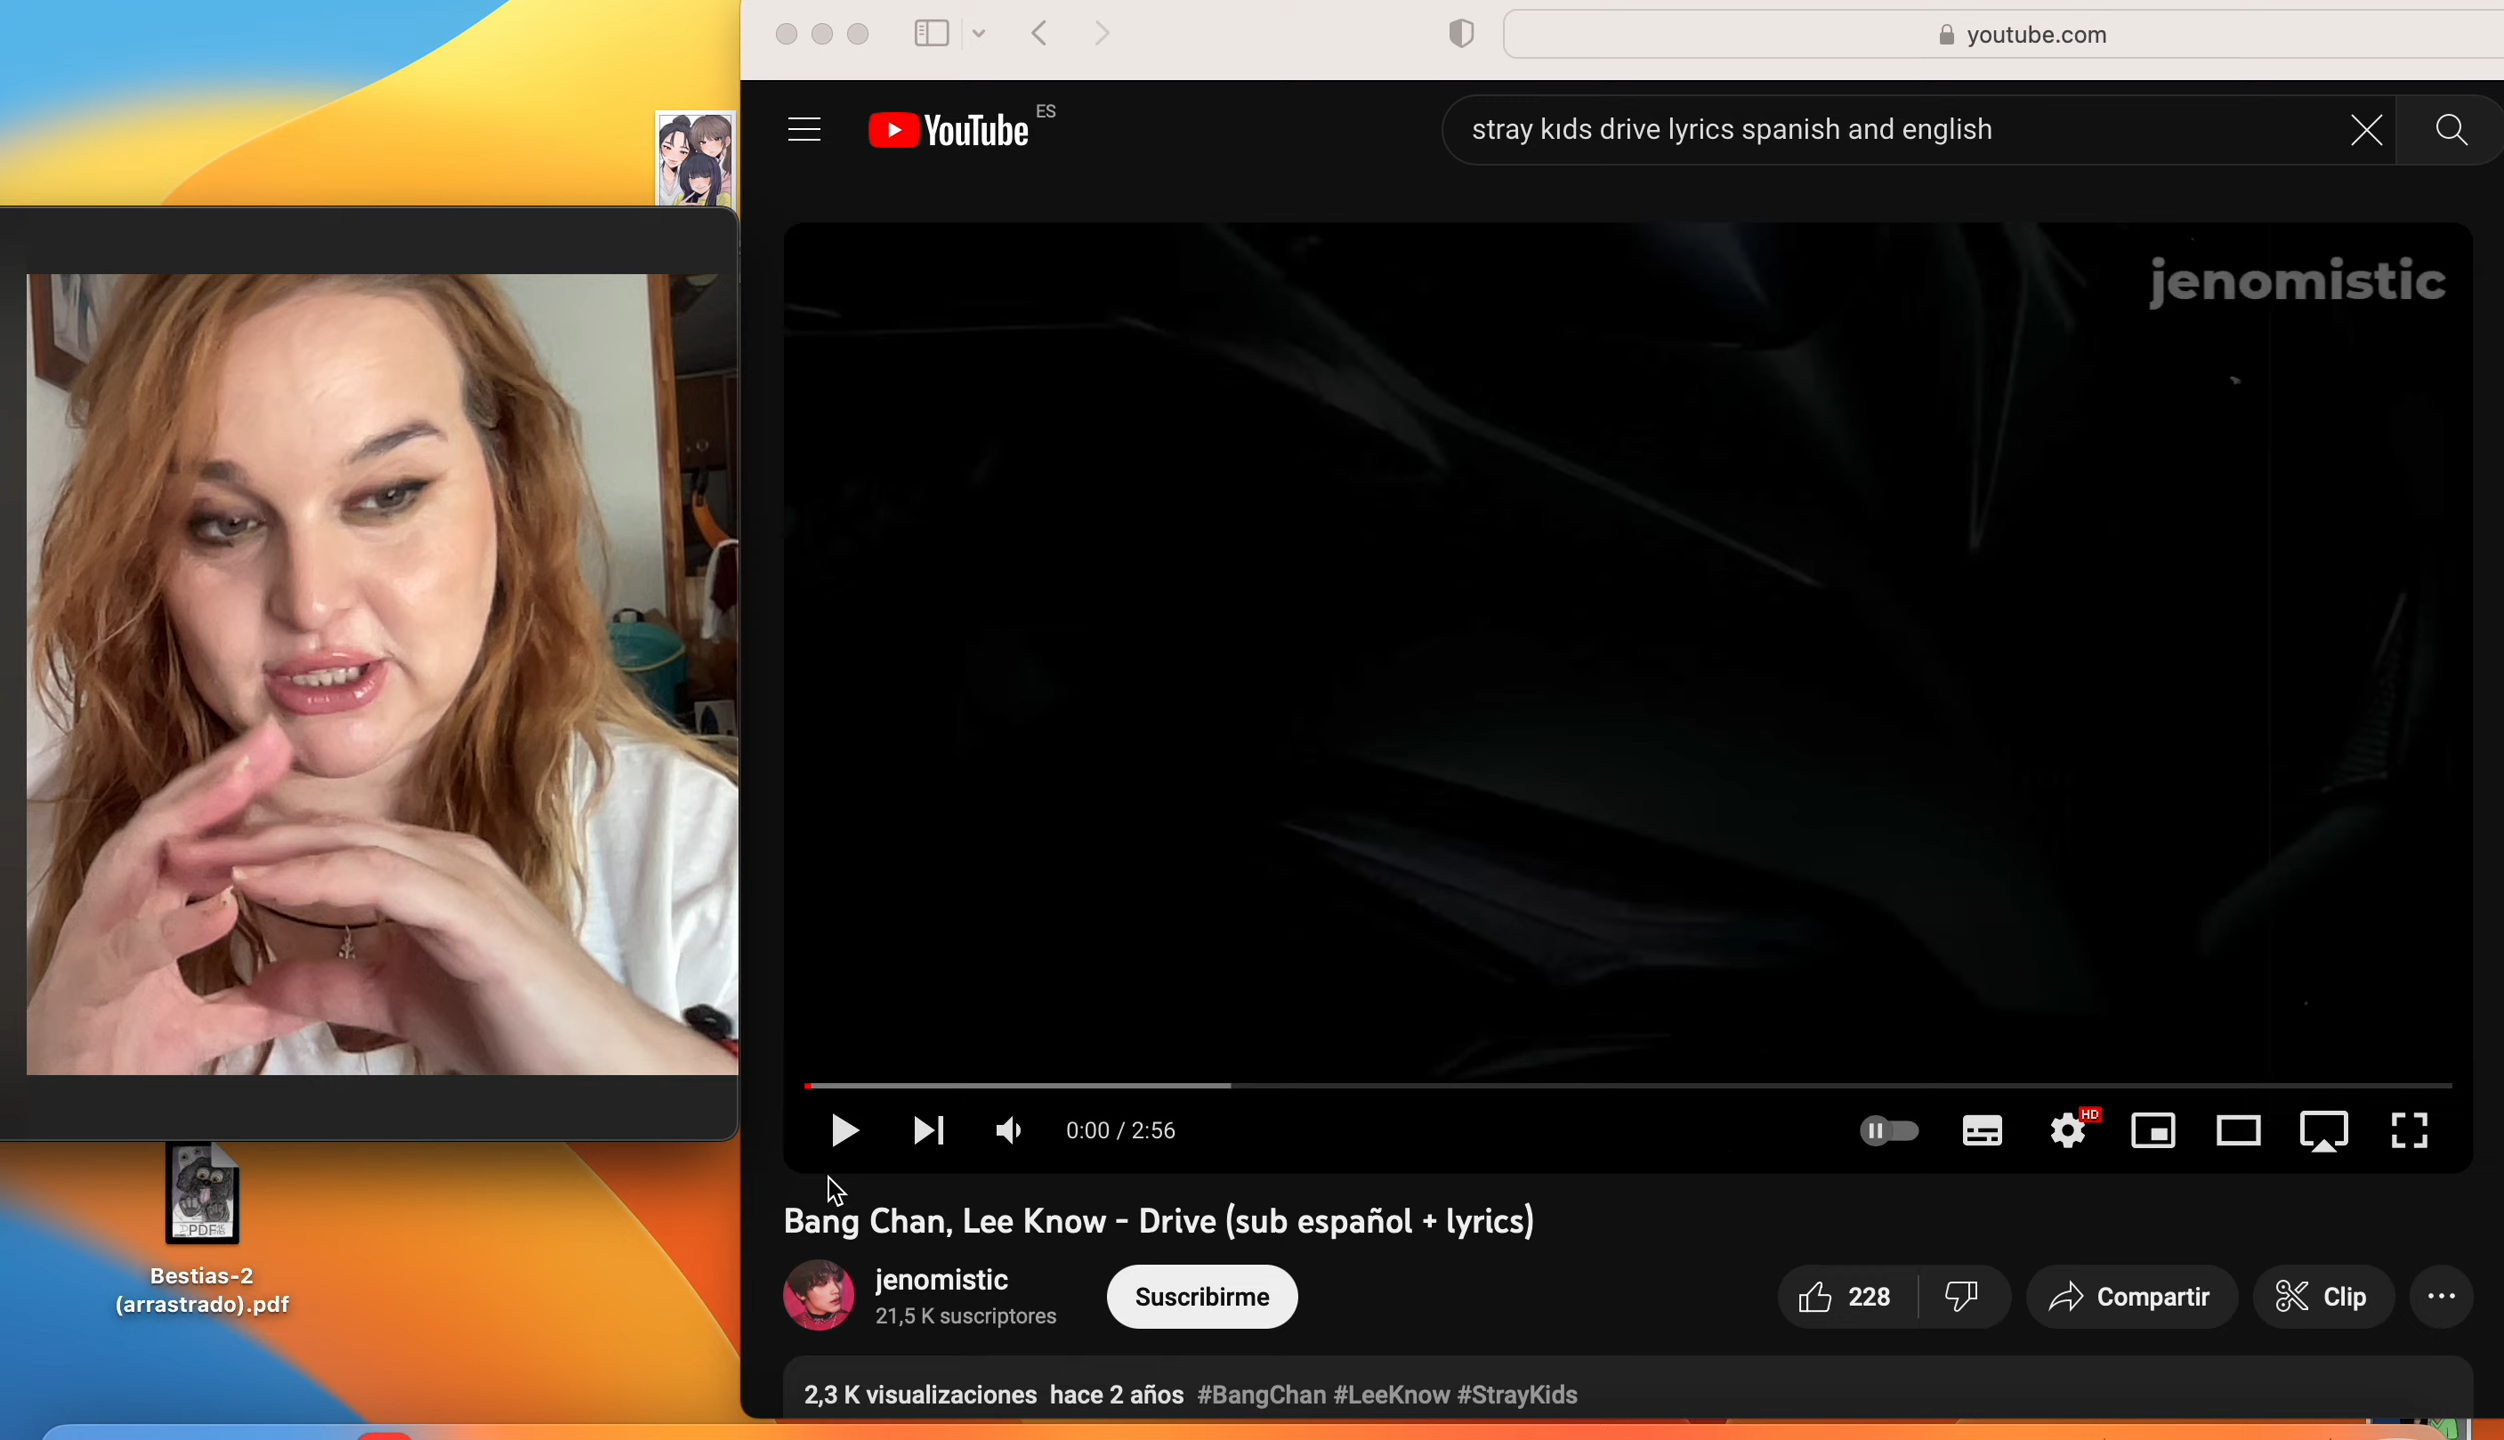 youtube.com
YouTube ES
stray kids drive lyrics spanish and english
jenomistic
0:00 / 2:56
HD
Bang Chan, Lee Know - Drive (sub español + lyrics)
jenomistic
21,5 K suscriptores
Suscribirme
228
Compartir
Clip
2,3 K visualizaciones hace 2 años #BangChan #LeeKnow #StrayKids
PDF
Bestias-2
(arrastrado).pdf